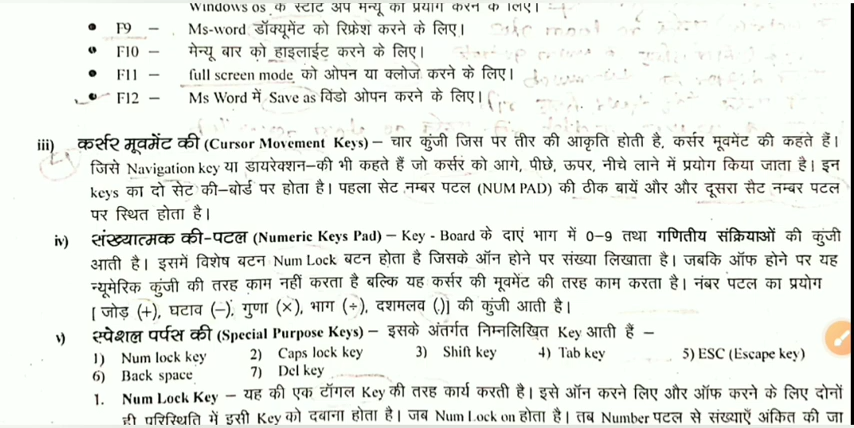 Windows os के स्टार्ट अप मेन्यू का प्रयोग करने के लिए।
• F9 – Ms-word डॉक्यूमेंट को रिफ्रेश करने के लिए।
• F10 – मेन्यू बार को हाइलाईट करने के लिए।
• F11 – full screen mode को ओपन या क्लोज करने के लिए।
• F12 – Ms Word में Save as विंडो ओपन करने के लिए।
iii) कर्सर मूवमेंट की (Cursor Movement Keys) – चार कुंजी जिस पर तीर की आकृति होती है, कर्सर मूवमेंट की कहते हैं।
जिसे Navigation key या डायरेक्शन-की भी कहते हैं जो कर्सर को आगे, पीछे, ऊपर, नीचे लाने में प्रयोग किया जाता है। इन
keys का दो सेट की-बोर्ड पर होता है। पहला सेट नम्बर पटल (NUM PAD) की ठीक बायें और और दूसरा सैट नम्बर पटल
पर स्थित होता है।
iv) संख्यात्मक की-पटल (Numeric Keys Pad) – Key - Board के दाएं भाग में 0-9 तथा गणितीय संक्रियाओं की कुंजी
आती है। इसमें विशेष बटन Num Lock बटन होता है जिसके ऑन होने पर संख्या लिखाता है। जबकि ऑफ होने पर यह
न्यूमेरिक कुंजी की तरह काम नहीं करता है बल्कि यह कर्सर की मूवमेंट की तरह काम करता है। नंबर पटल का प्रयोग
[ जोड़ (+), घटाव (–), गुणा (×), भाग (÷), दशमलव (.)] की कुंजी आती है।
v) स्पेशल पर्पस की (Special Purpose Keys) – इसके अंतर्गत निम्नलिखित Key आती हैं –
1) Num lock key 2) Caps lock key 3) Shift key 4) Tab key 5) ESC (Escape key)
6) Back space 7) Del key
1. Num Lock Key – यह की एक टॉगल Key की तरह कार्य करती है। इसे ऑन करने लिए और ऑफ करने के लिए दोनों
ही परिस्थिति में इसी Key को दबाना होता है। जब Num Lock on होता है। तब Number पटल से संख्याएँ अंकित की जा